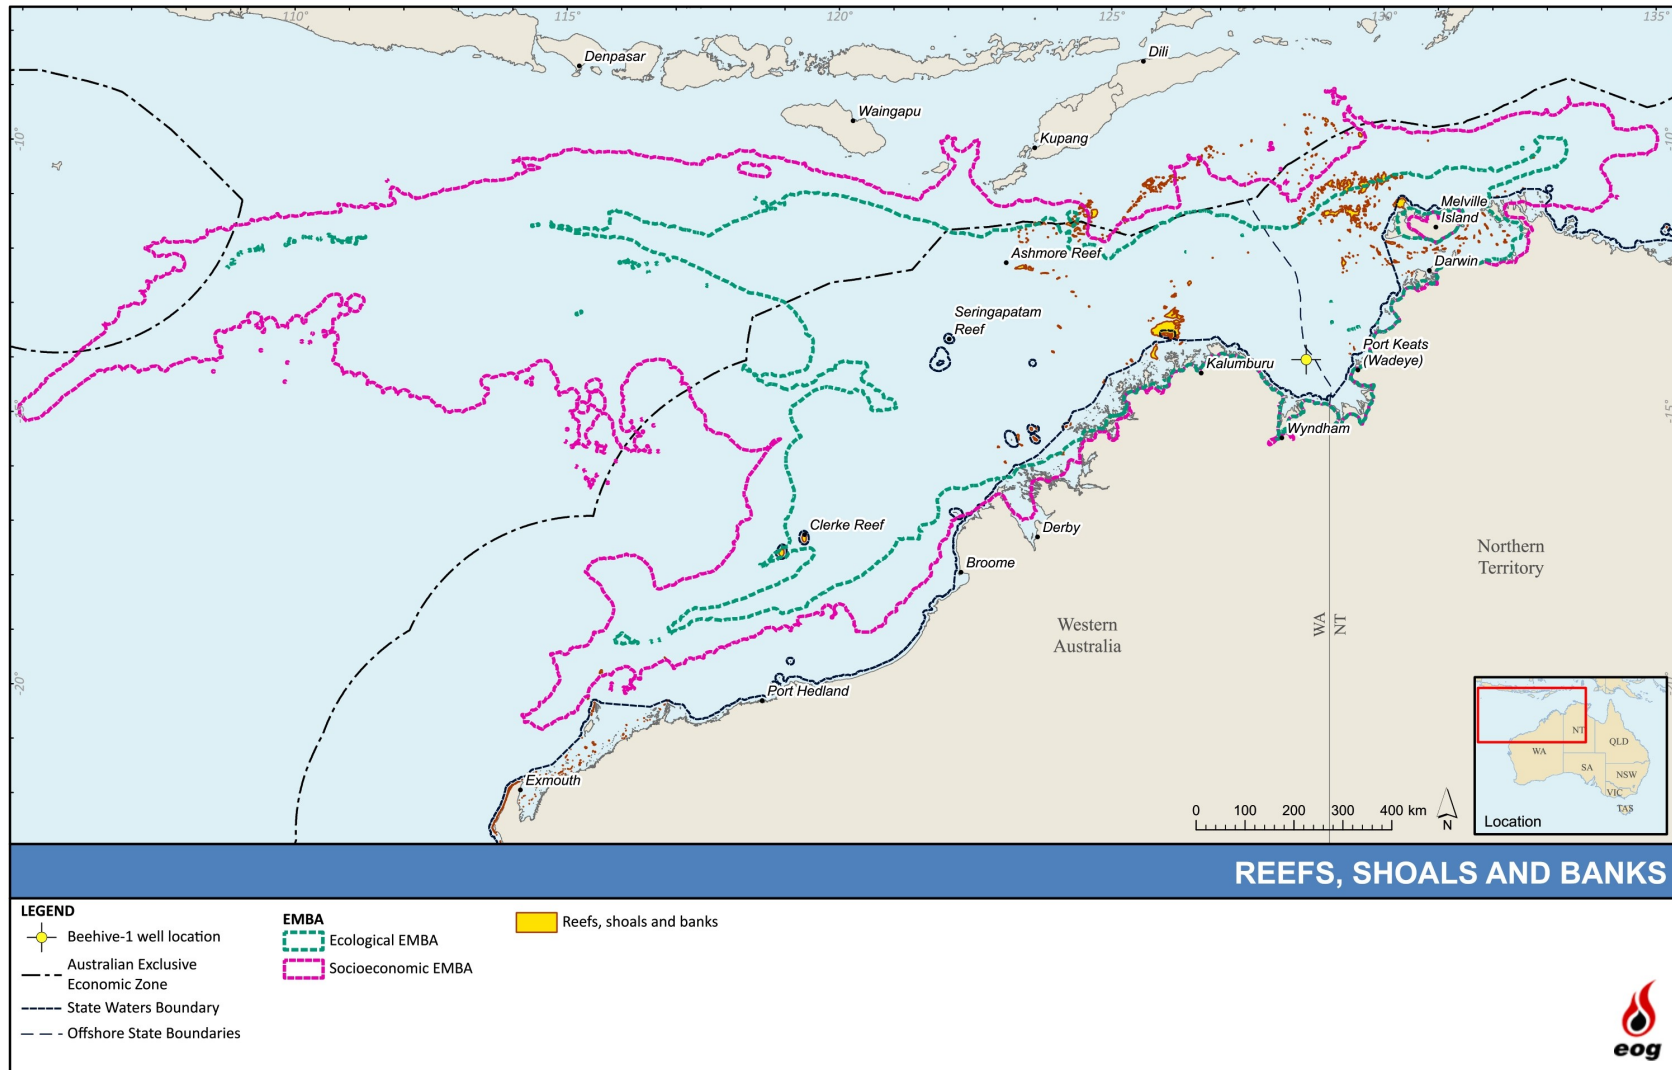 110°
115°
120°
125°
130°
135°
Denpasar
Dili
Waingapu
Kupang
-10°
-10°
Melville
Island
Ashmore Reef
Darwin
Seringapatam
Reef
Port Keats
(Wadeye)
Kalumburu
-15°
Wyndham
Clerke Reef
Derby
Broome
Northern
Territory
Western
Australia
WA
NT
-20°
Port Hedland
Exmouth
0 100 200 300 400 km
N
NT
WA
QLD
SA
NSW
VIC
TAS
Location
REEFS, SHOALS AND BANKS
LEGEND
Beehive-1 well location
Australian Exclusive
Economic Zone
State Waters Boundary
Offshore State Boundaries
EMBA
Ecological EMBA
Socioeconomic EMBA
Reefs, shoals and banks
eog